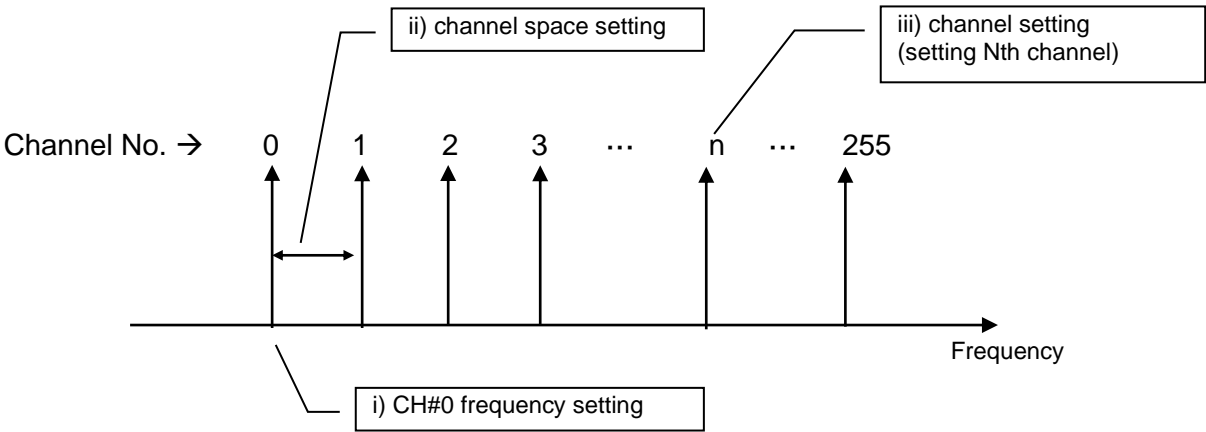 ii) channel space setting
iii) channel setting
(setting Nth channel)
Channel No. → 0 1 2 3 ... n ... 255
Frequency
i) CH#0 frequency setting